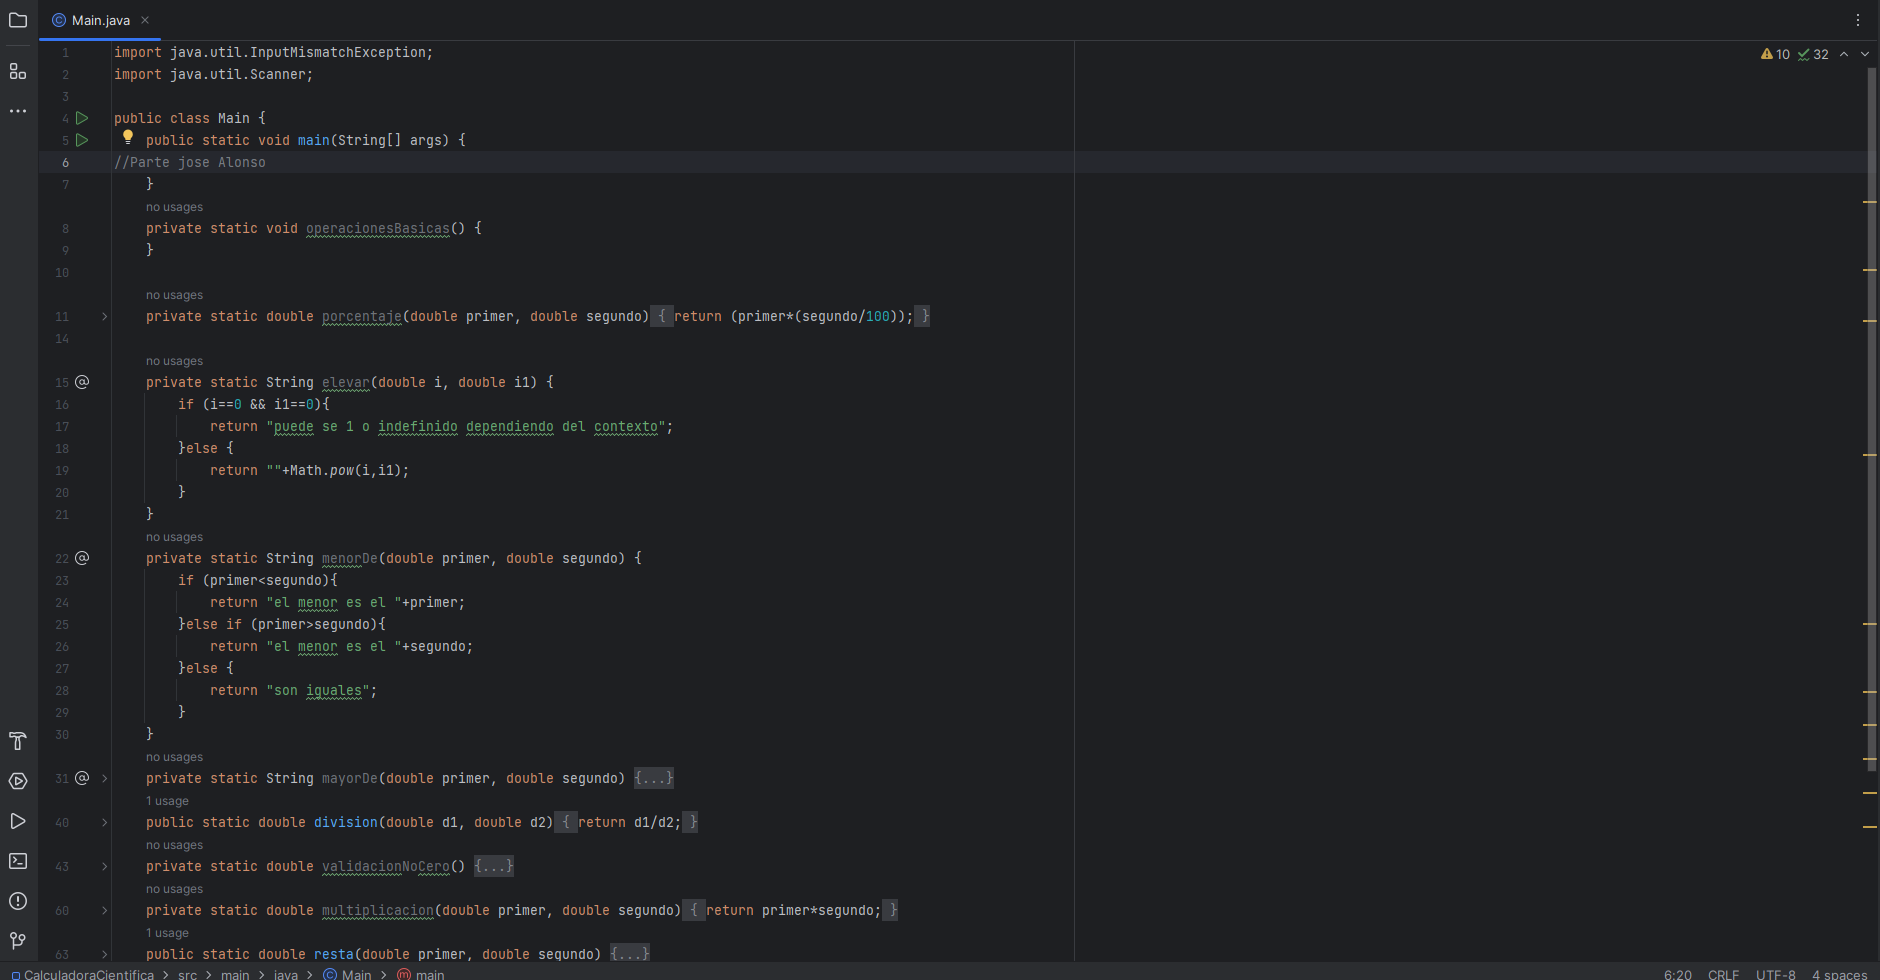 Main.java
10 32
1 import java.util.InputMismatchException;
2 import java.util.Scanner;
3
4 public class Main {
5 public static void main(String[] args) {
6 //Parte jose Alonso
7 }
no usages
8 private static void operacionesBasicas() {
9 }
10
no usages
11 private static double porcentaje(double primer, double segundo) { return (primer*(segundo/100)); }
14
no usages
15 private static String elevar(double i, double i1) {
16 if (i==0 && i1==0){
17 return "puede se 1 o indefinido dependiendo del contexto";
18 }else {
19 return ""+Math.pow(i,i1);
20 }
21 }
no usages
22 private static String menorDe(double primer, double segundo) {
23 if (primer<segundo){
24 return "el menor es el "+primer;
25 }else if (primer>segundo){
26 return "el menor es el "+segundo;
27 }else {
28 return "son iguales";
29 }
30 }
no usages
31 private static String mayorDe(double primer, double segundo) {...}
1 usage
40 public static double division(double d1, double d2) { return d1/d2; }
no usages
43 private static double validacionNoCero() {...}
no usages
60 private static double multiplicacion(double primer, double segundo) { return primer*segundo; }
1 usage
63 public static double resta(double primer, double segundo) {...}
CalculadoraCientifica > src > main > java > Main > main 6:20 CRLF UTF-8 4 spaces